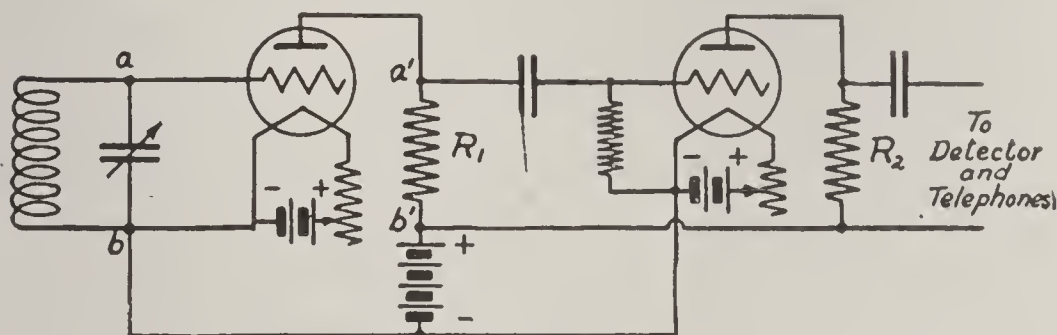 a
b
- +
a'
R₁
b'
+
-
- +
R₂
To
Detector
and
Telephones